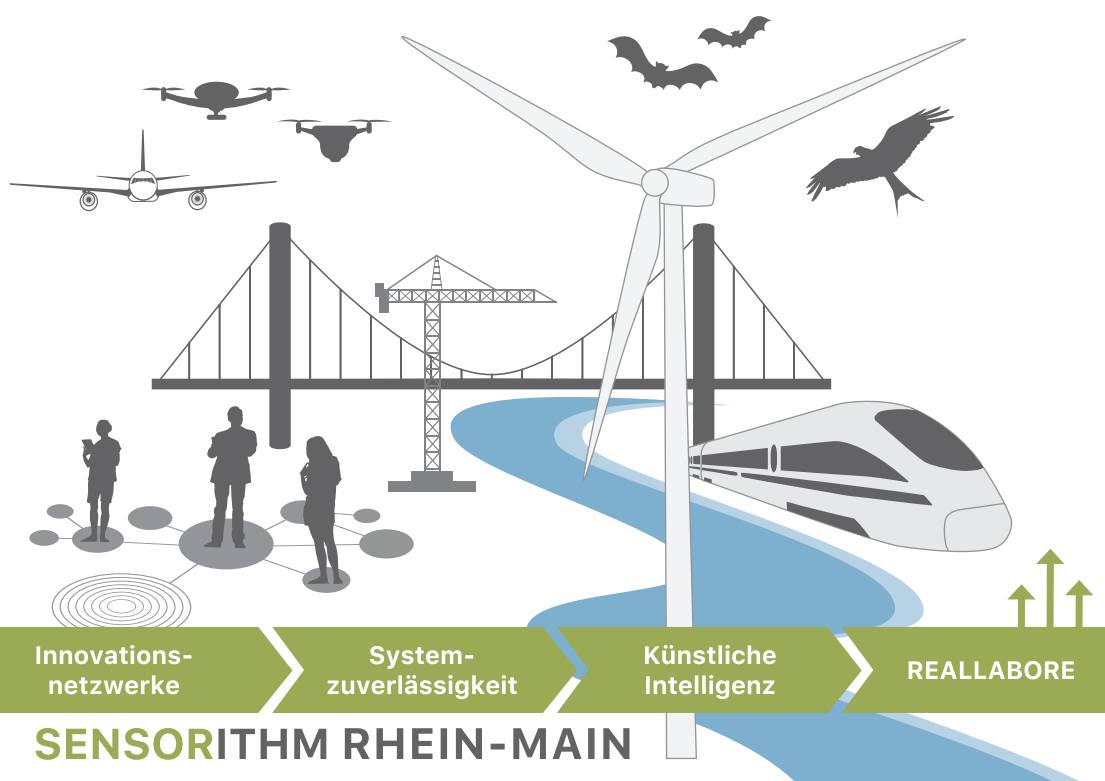 Innovations-
netzwerke
System-
zuverlässigkeit
Künstliche
Intelligenz
REALLABORE
SENSORITHM RHEIN-MAIN